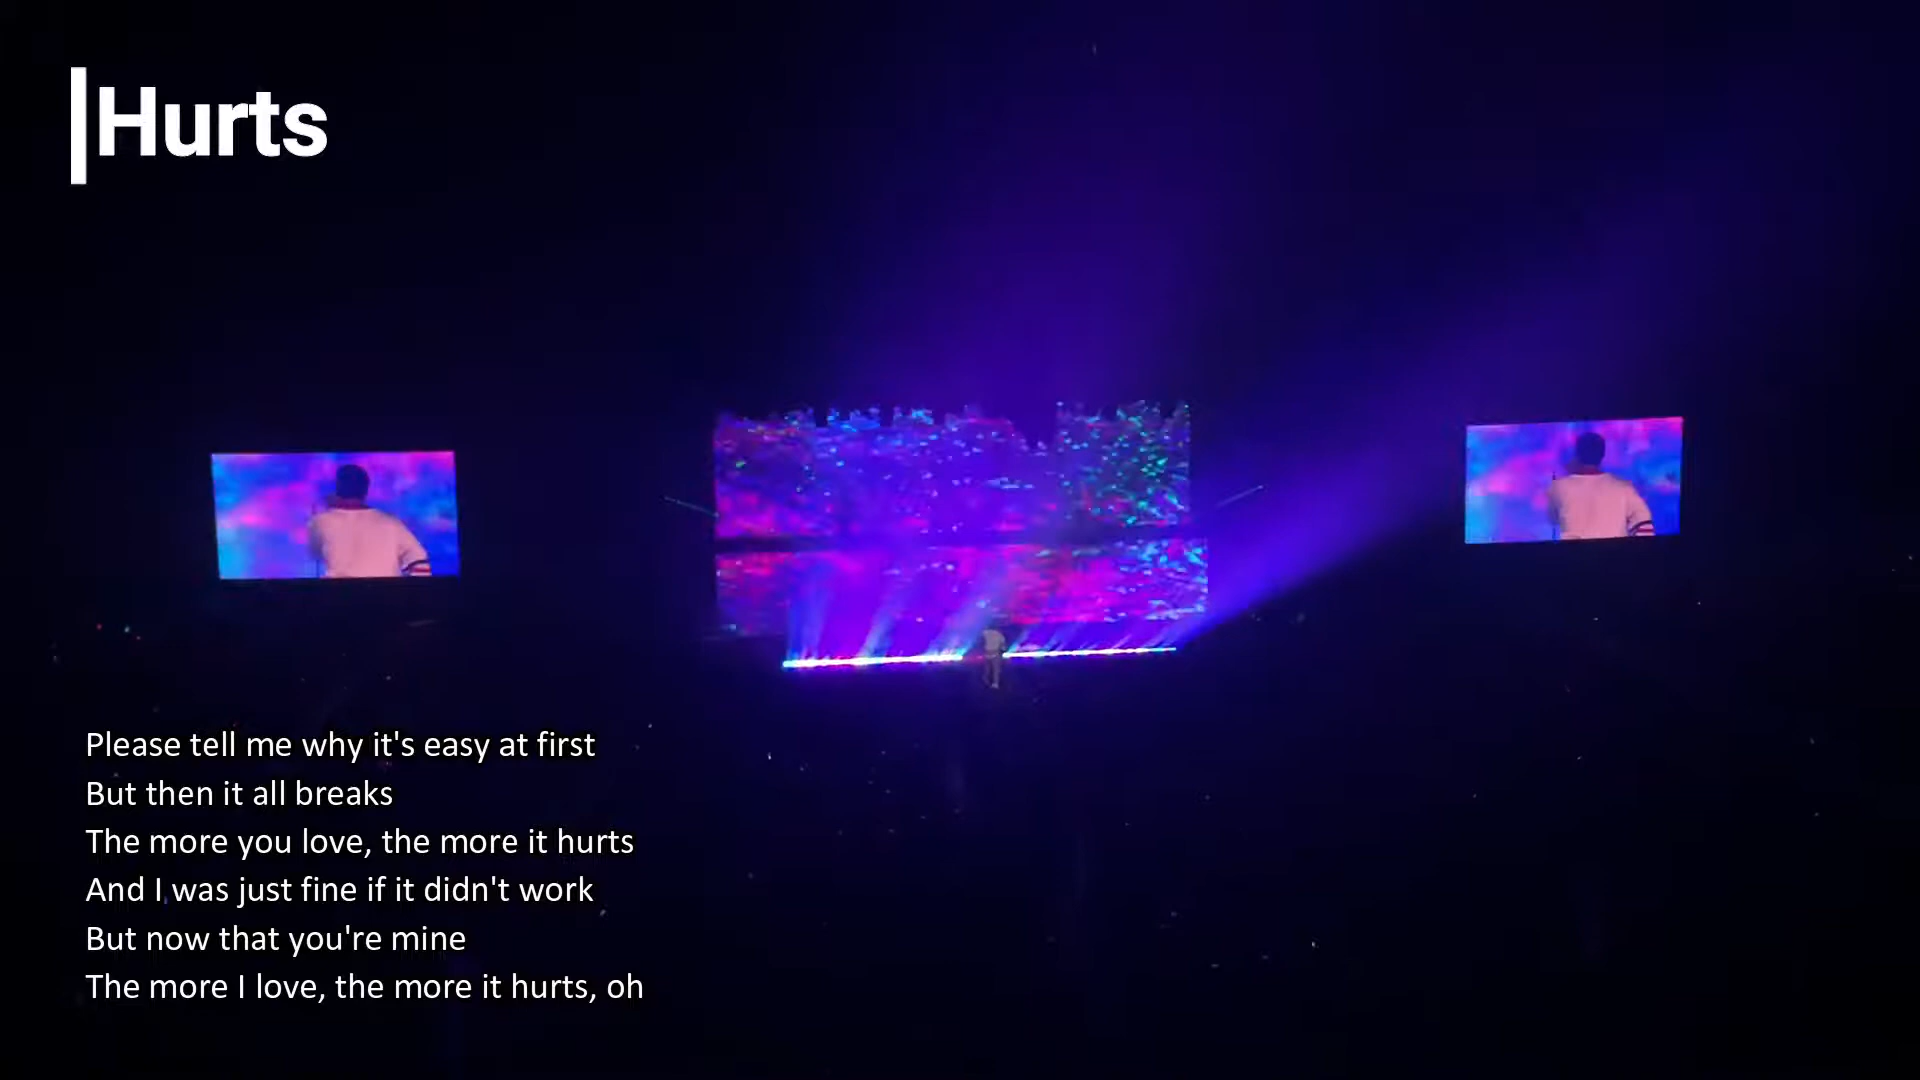 Hurts
Please tell me why it's easy at first
But then it all breaks
The more you love, the more it hurts
And I was just fine if it didn't work
But now that you're mine
The more I love, the more it hurts, oh